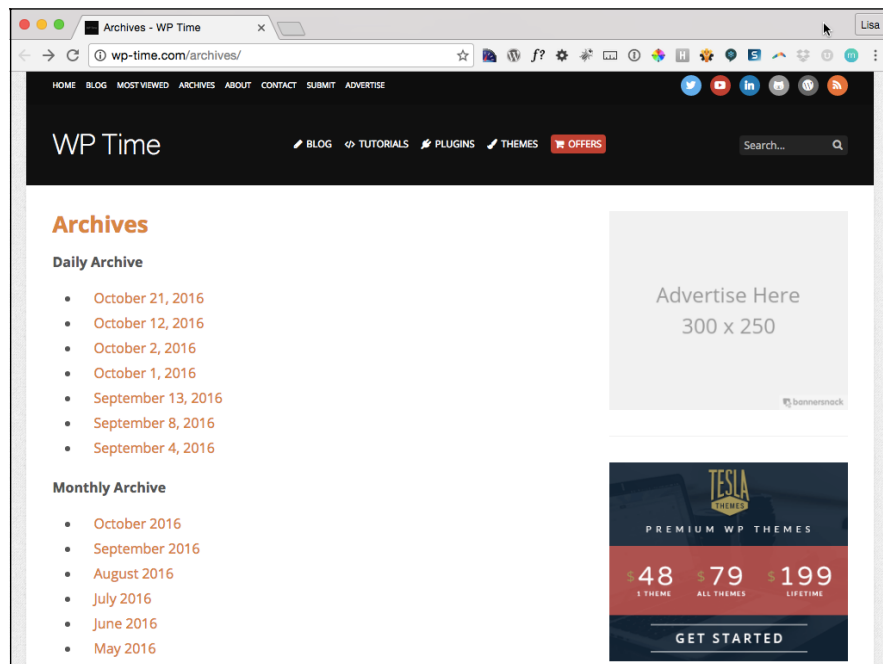 Archives - WP Time
Lisa
wp-time.com/archives/
HOME BLOG MOST VIEWED ARCHIVES ABOUT CONTACT SUBMIT ADVERTISE
WP Time
BLOG TUTORIALS PLUGINS THEMES OFFERS
Search...
Archives
Daily Archive
October 21, 2016
October 12, 2016
October 2, 2016
October 1, 2016
September 13, 2016
September 8, 2016
September 4, 2016
Monthly Archive
October 2016
September 2016
August 2016
July 2016
June 2016
May 2016
Advertise Here
300 x 250
bannersnack
TESLA
THEMES
PREMIUM WP THEMES
$48 $79 $199
1 THEME ALL THEMES LIFETIME
GET STARTED